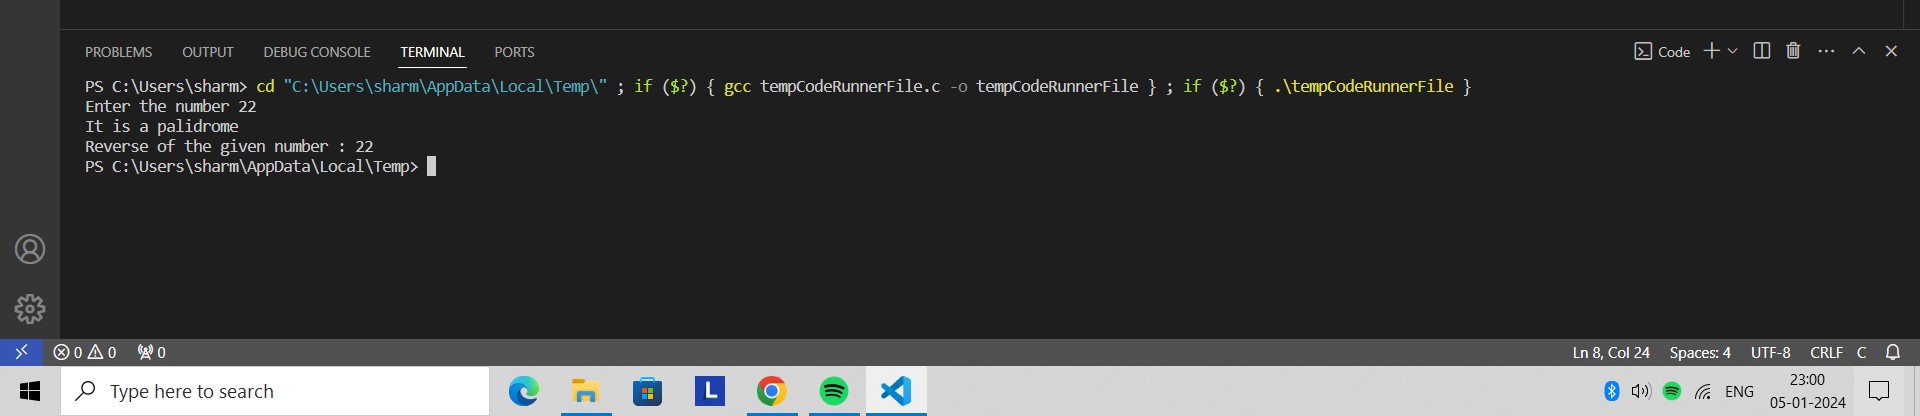 PROBLEMS OUTPUT DEBUG CONSOLE TERMINAL PORTS Code
PS C:\Users\sharm> cd "C:\Users\sharm\AppData\Local\Temp\" ; if ($?) { gcc tempCodeRunnerFile.c -o tempCodeRunnerFile } ; if ($?) { .\tempCodeRunnerFile }
Enter the number 22
It is a palidrome
Reverse of the given number : 22
PS C:\Users\sharm\AppData\Local\Temp>
0 0 0 Ln 8, Col 24 Spaces: 4 UTF-8 CRLF C
Type here to search L ENG 23:00
05-01-2024